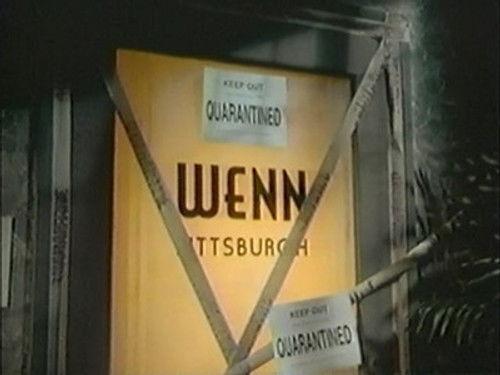 KEEP OUT
QUARANTINED
WENN
ITTSBURGH
KEEP OUT
QUARANTINED